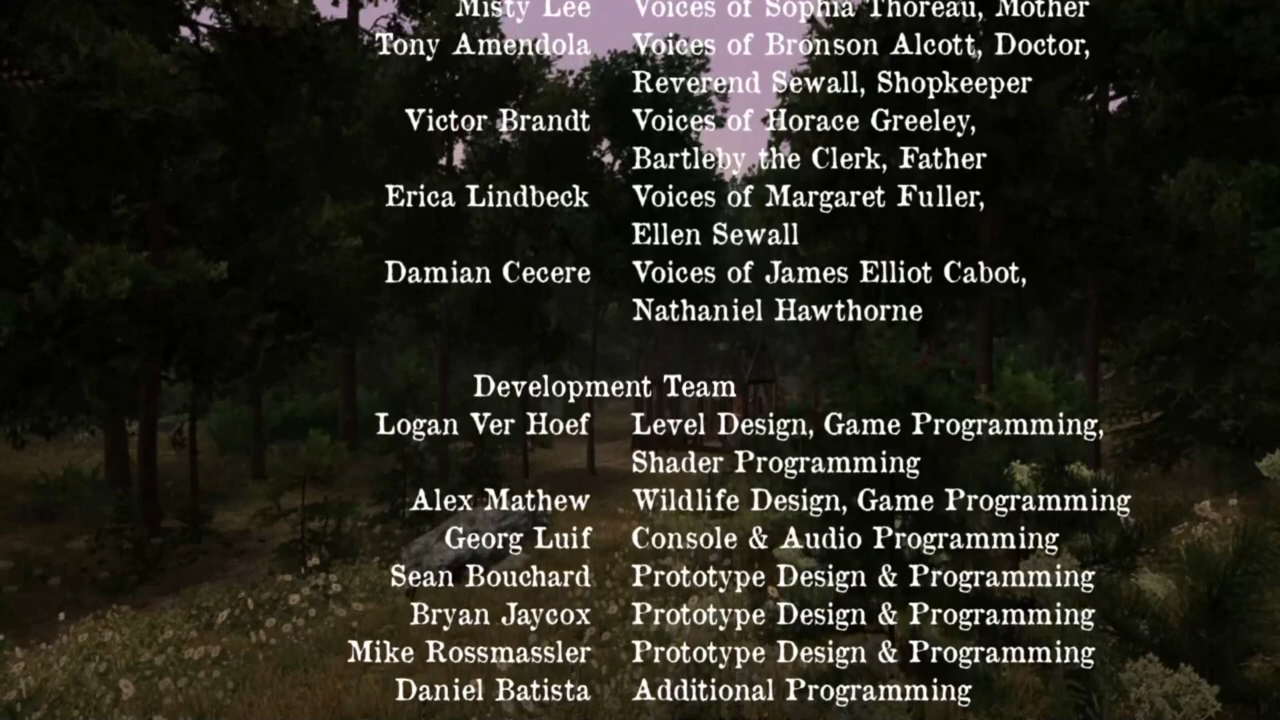 Misty Lee Voices of Sophia Thoreau, Mother
Tony Amendola Voices of Bronson Alcott, Doctor,
Reverend Sewall, Shopkeeper
Victor Brandt Voices of Horace Greeley,
Bartleby the Clerk, Father
Erica Lindbeck Voices of Margaret Fuller,
Ellen Sewall
Damian Cecere Voices of James Elliot Cabot,
Nathaniel Hawthorne
Development Team
Logan Ver Hoef Level Design, Game Programming,
Shader Programming
Alex Mathew Wildlife Design, Game Programming
Georg Luif Console & Audio Programming
Sean Bouchard Prototype Design & Programming
Bryan Jaycox Prototype Design & Programming
Mike Rossmassler Prototype Design & Programming
Daniel Batista Additional Programming